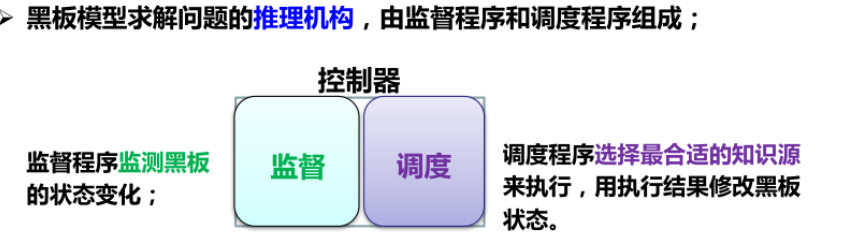 黑板模型求解问题的推理机构，由监督程序和调度程序组成；
控制器
监督程序监测黑板
的状态变化；
监督
调度
调度程序选择最合适的知识源
来执行，用执行结果修改黑板
状态。